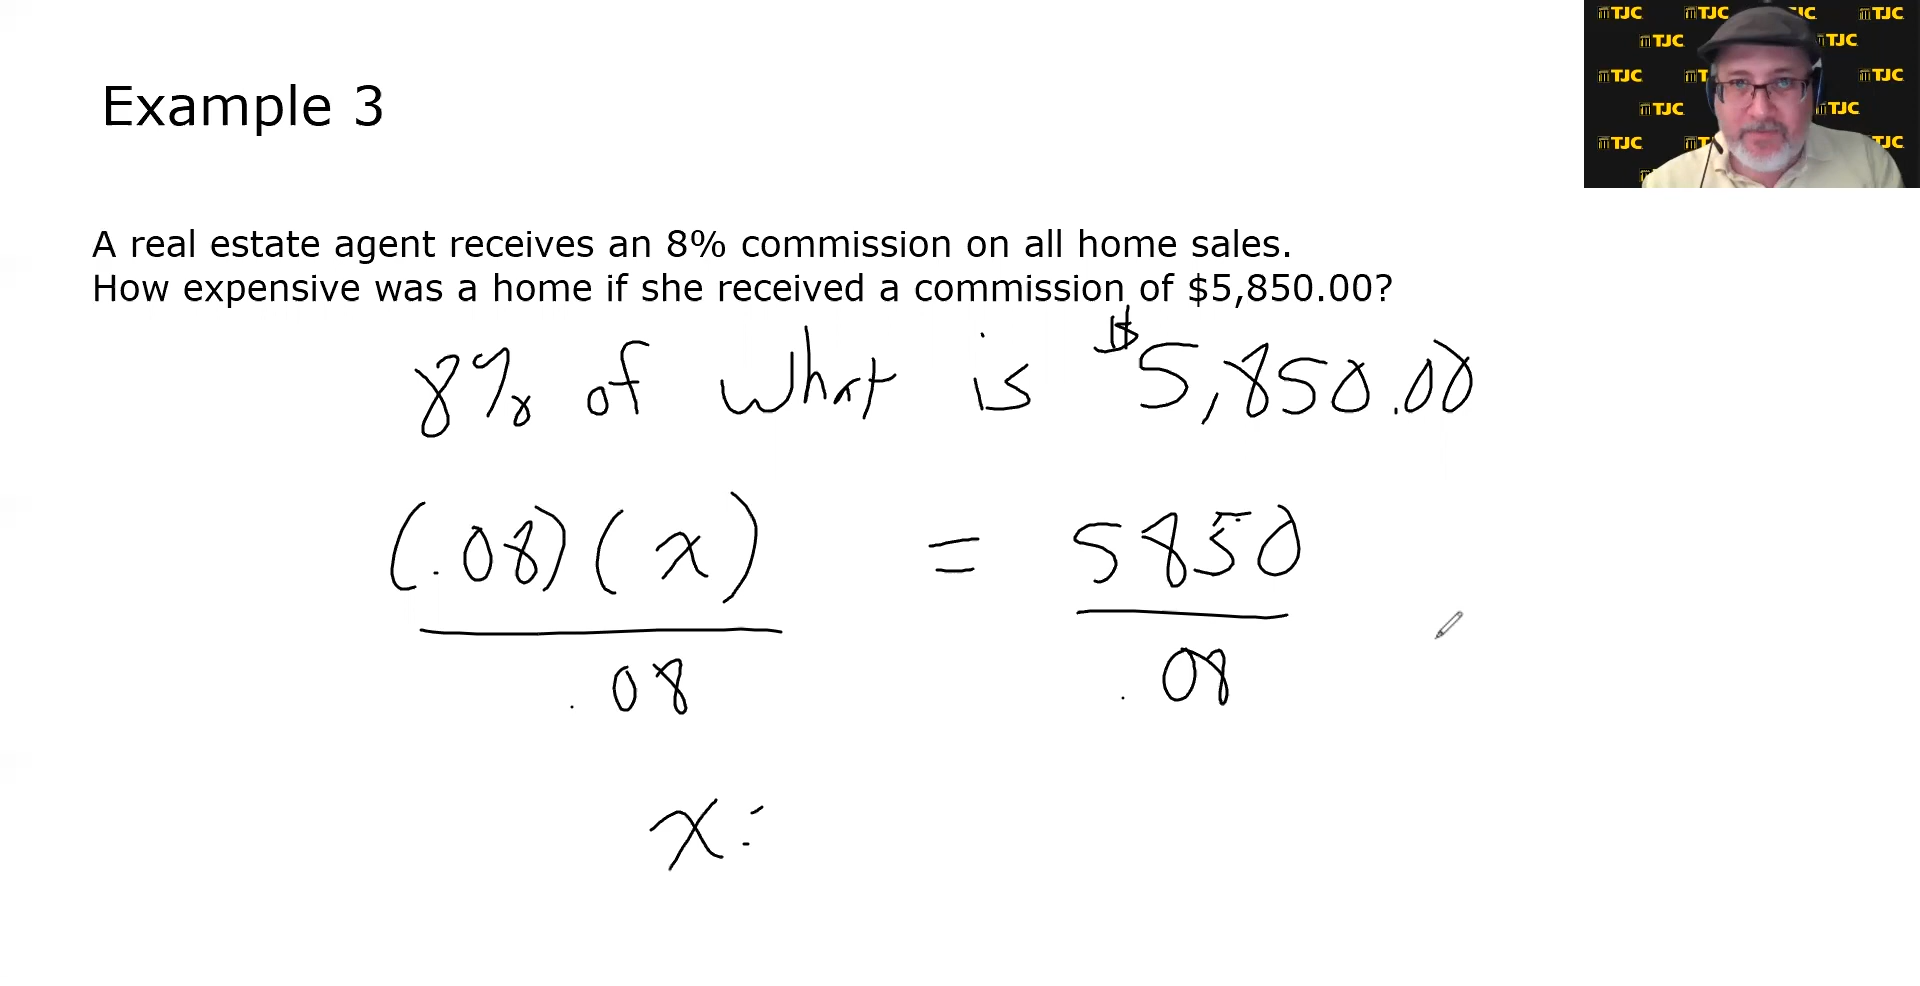 Example 3
TJC TJC JC TJC
TJC TJC
TJC T TJC
TJC TJC
TJC T TJC
A real estate agent receives an 8% commission on all home sales.
How expensive was a home if she received a commission of $5,850.00?
8% of what is $5,850.00
(.08)(x) = 5850
.08 .08
x=